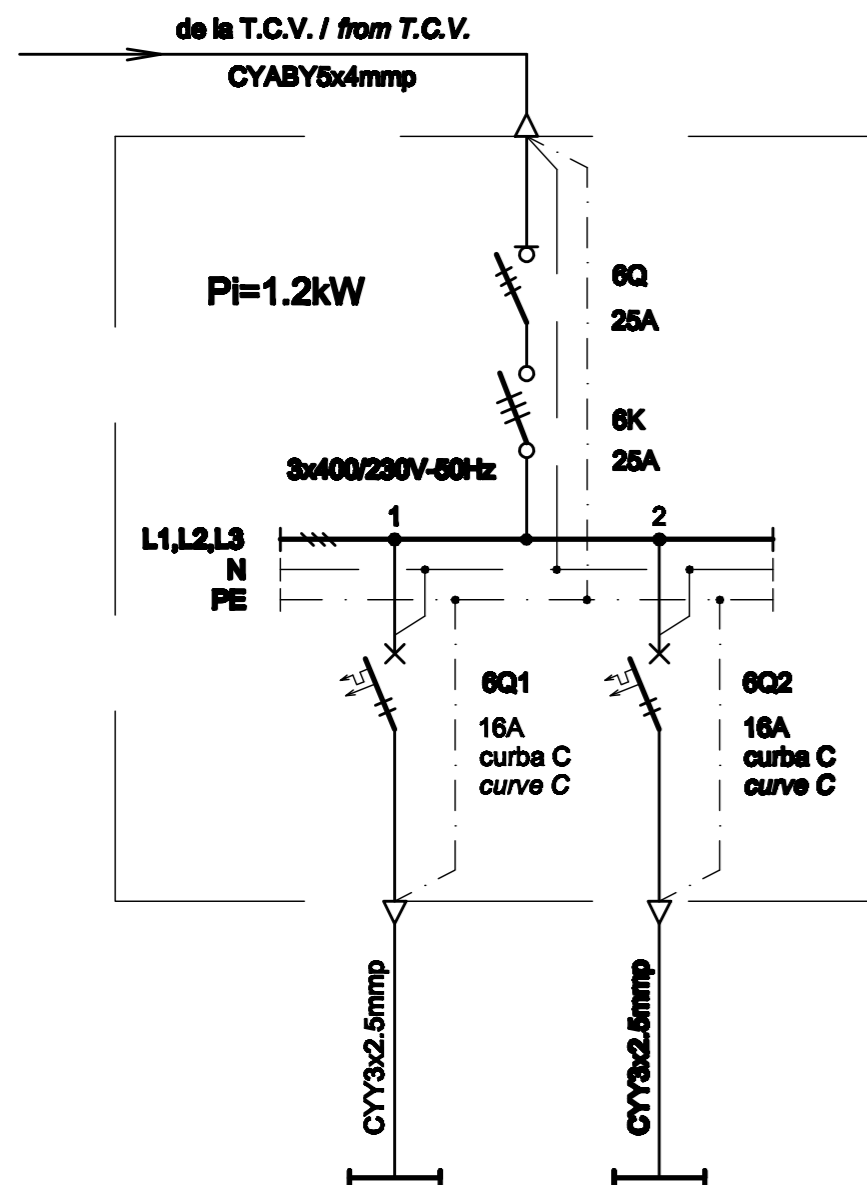 de la T.C.V. / from T.C.V.
CYABY5x4mmp
Pi=1.2kW
6Q
25A
6K
25A
3x400/230V-50Hz
1
2
L1,L2,L3
N
PE
6Q1
16A
curba C
curve C
6Q2
16A
curba C
curve C
CYY3x2.5mmp
CYY3x2.5mmp